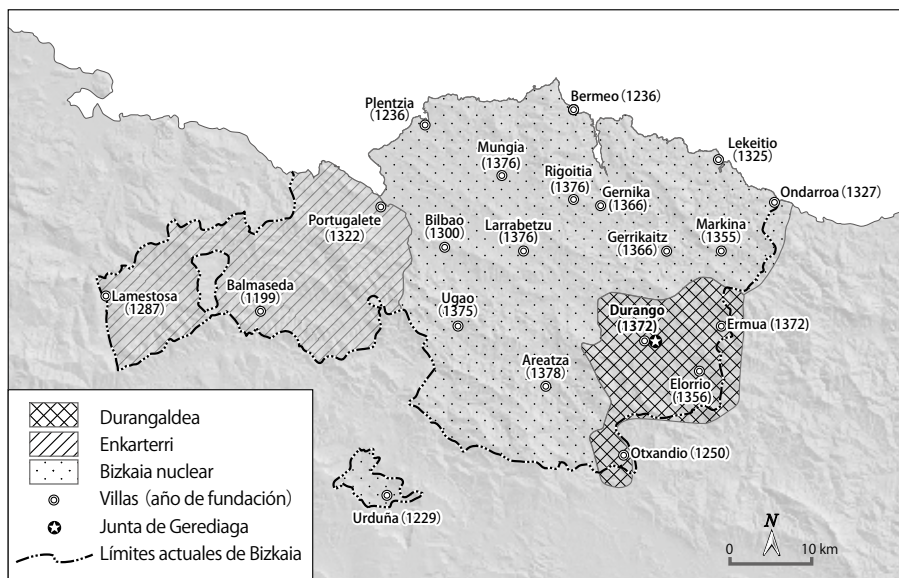 Bermeo (1236)
Plentzia
(1236)
Mungia
(1376)
Lekeitio
(1325)
Rigoitia
(1376)
Gernika
(1366)
Ondarroa (1327)
Portugalete
(1322)
Bilbao
(1300)
Larrabetzu
(1376)
Gerrikaitz
(1366)
Markina
(1355)
Lamestosa
(1287)
Balmaseda
(1199)
Ugao
(1375)
Durango
(1372)
Ermua (1372)
Areatza
(1378)
Elorrio
(1356)
Otxandio (1250)
Urduña (1229)
Durangaldea
Enkarterri
Bizkaia nuclear
Villas (año de fundación)
Junta de Gerediaga
Límites actuales de Bizkaia
N
0 10 km